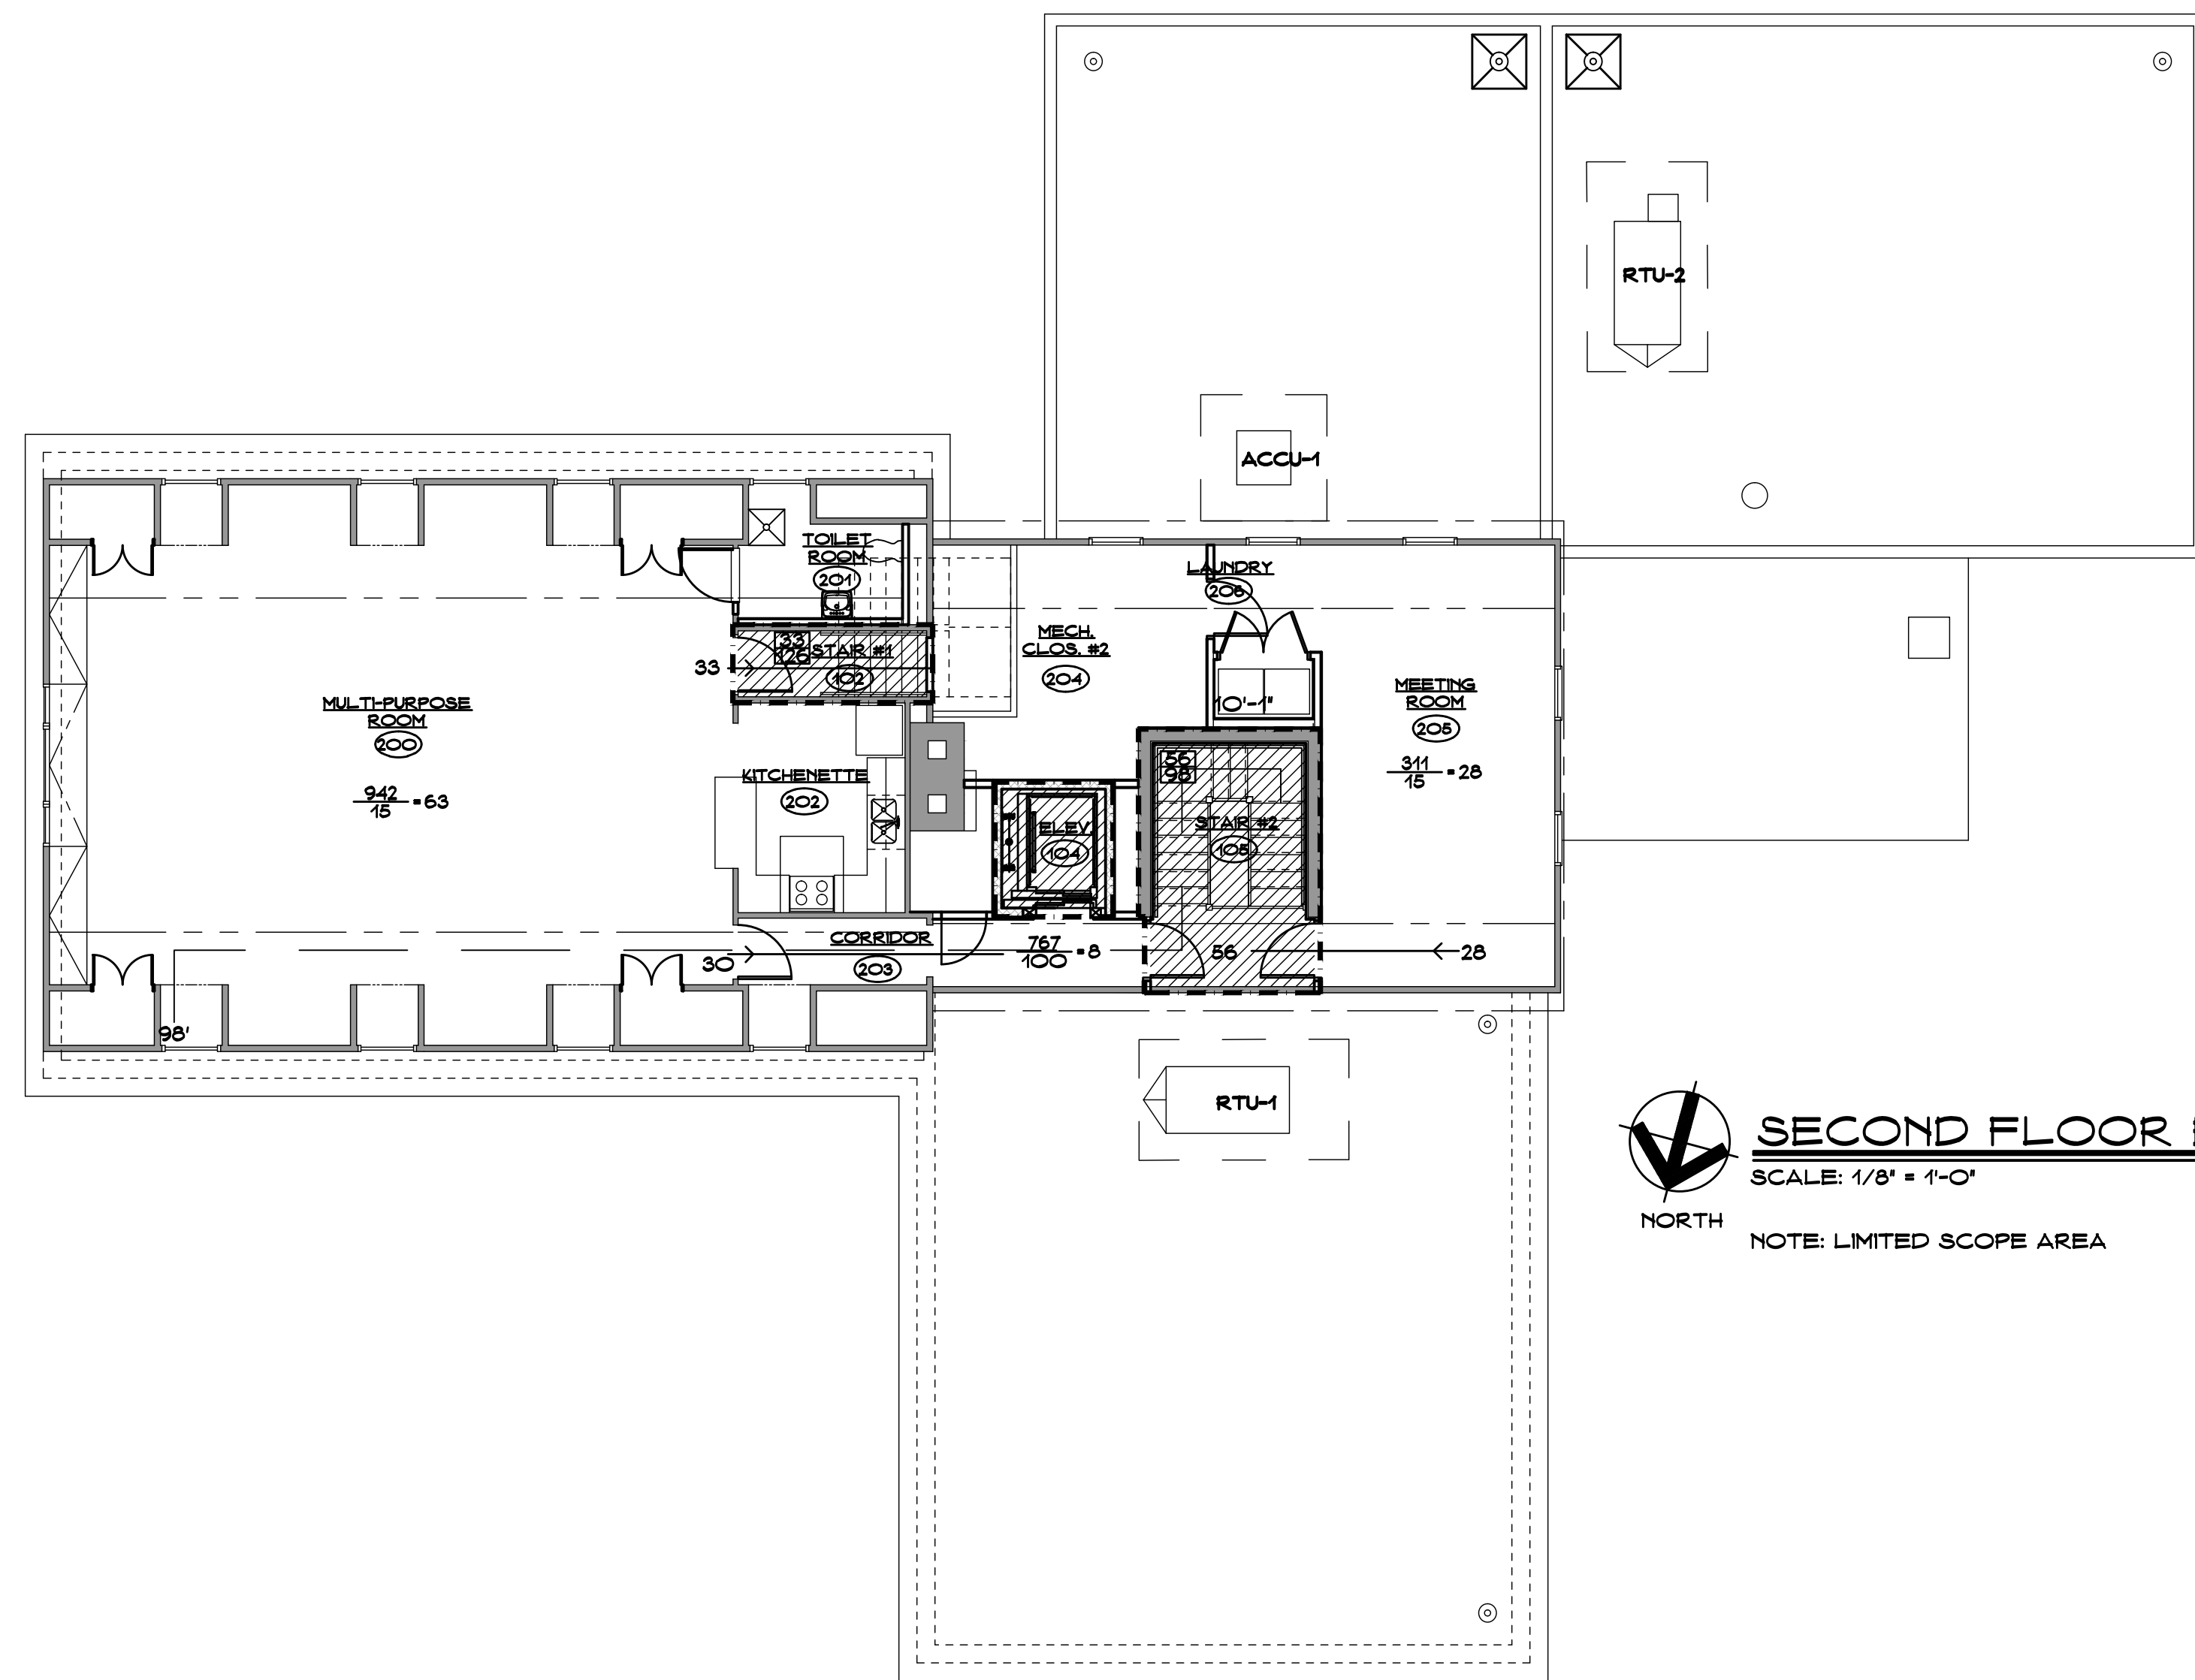 RTU-2
ACCU-1
TOILET
ROOM
201
LAUNDRY
206
33
126
STAIR #1
102
33
MECH.
CLOS. #2
204
MULTI-PURPOSE
ROOM
200
942
15
=63
KITCHENETTE
202
10'-1"
MEETING
ROOM
205
311
15
=28
56
98
ELEV.
104
STAIR #2
105
CORRIDOR
203
30
767
100
=8
56
28
98'
RTU-1
NORTH
SECOND FLOOR
SCALE: 1/8" = 1'-0"
NOTE: LIMITED SCOPE AREA